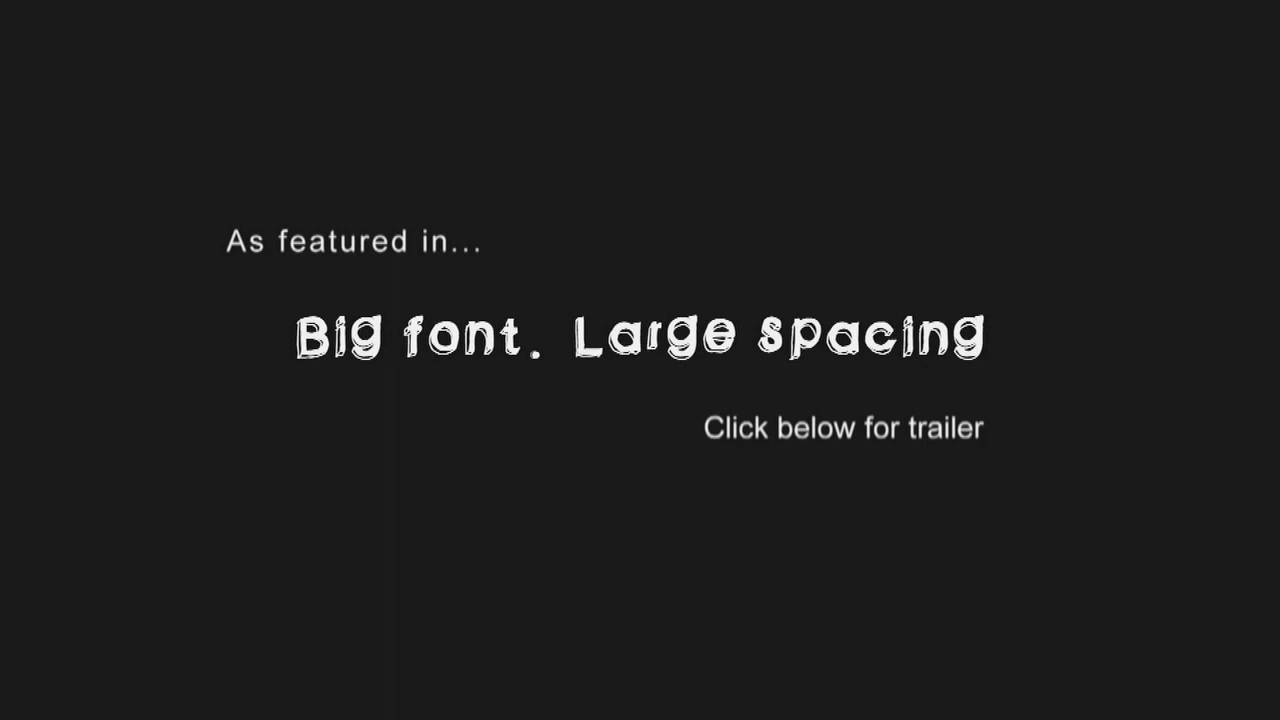 As featured in...
Big font. Large spacing
Click below for trailer